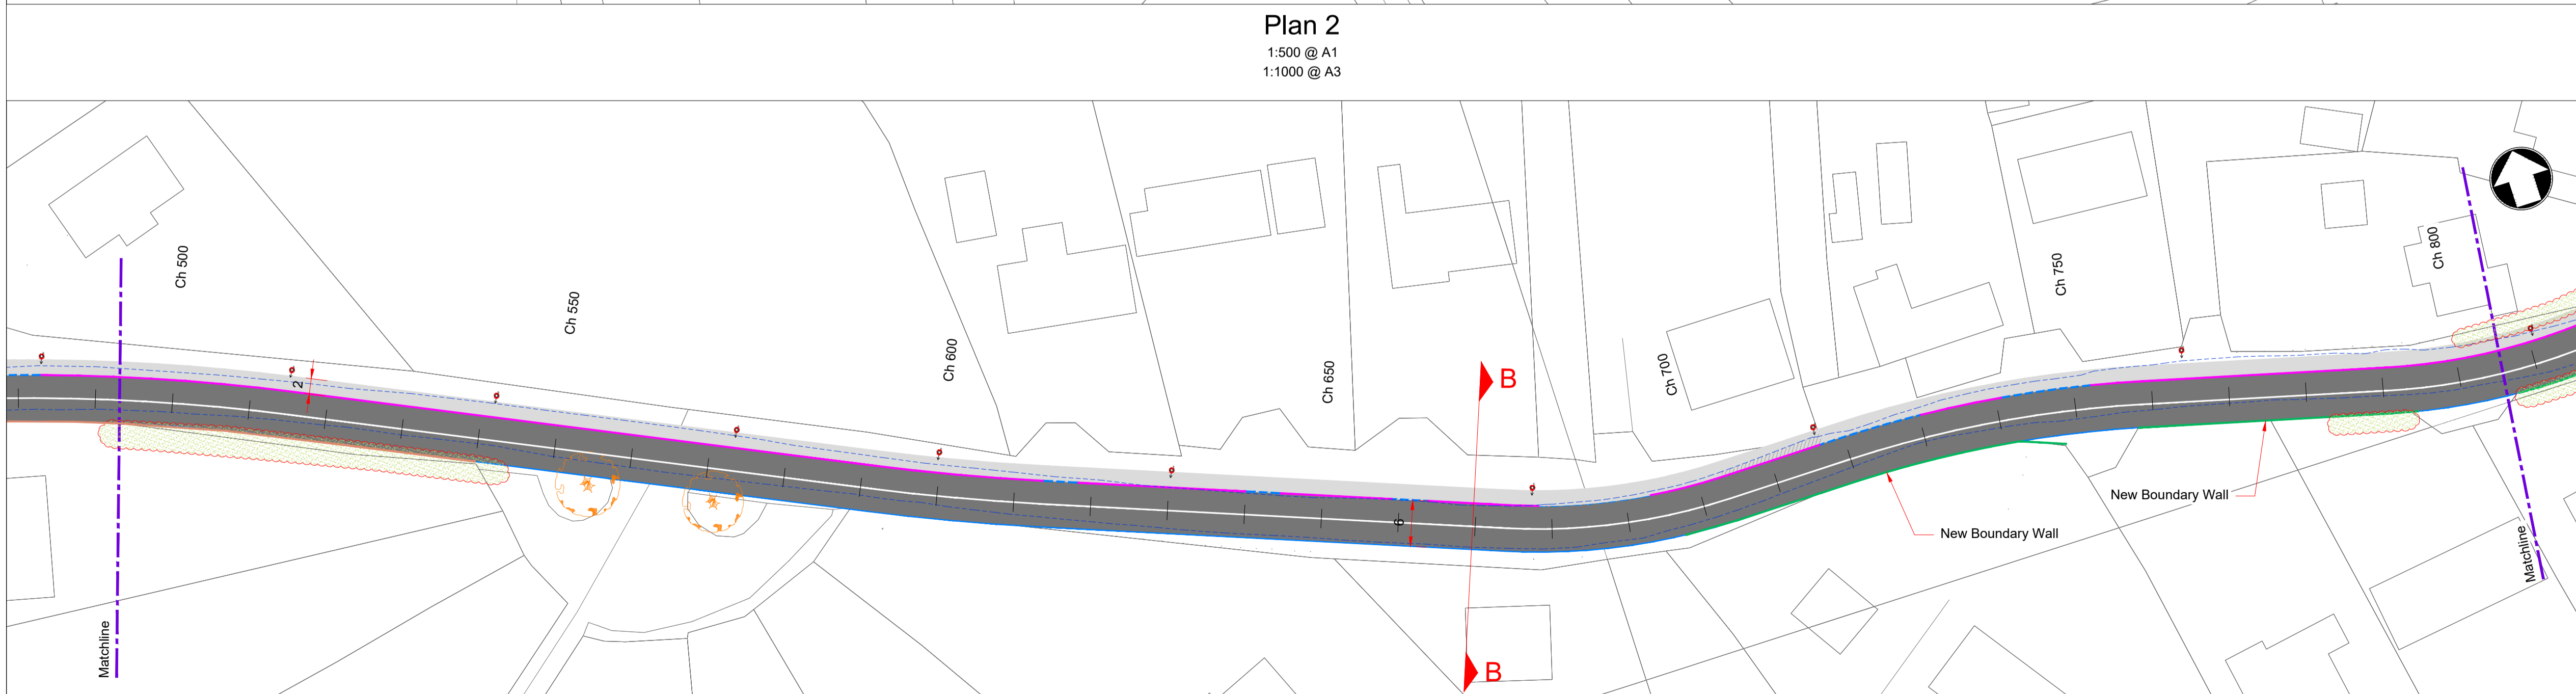 Plan 2
1:500 @ A1
1:1000 @ A3
Ch 500
Ch 550
Ch 600
Ch 650
Ch 700
Ch 750
Ch 800
2
6
B
B
New Boundary Wall
New Boundary Wall
Matchline
Matchline